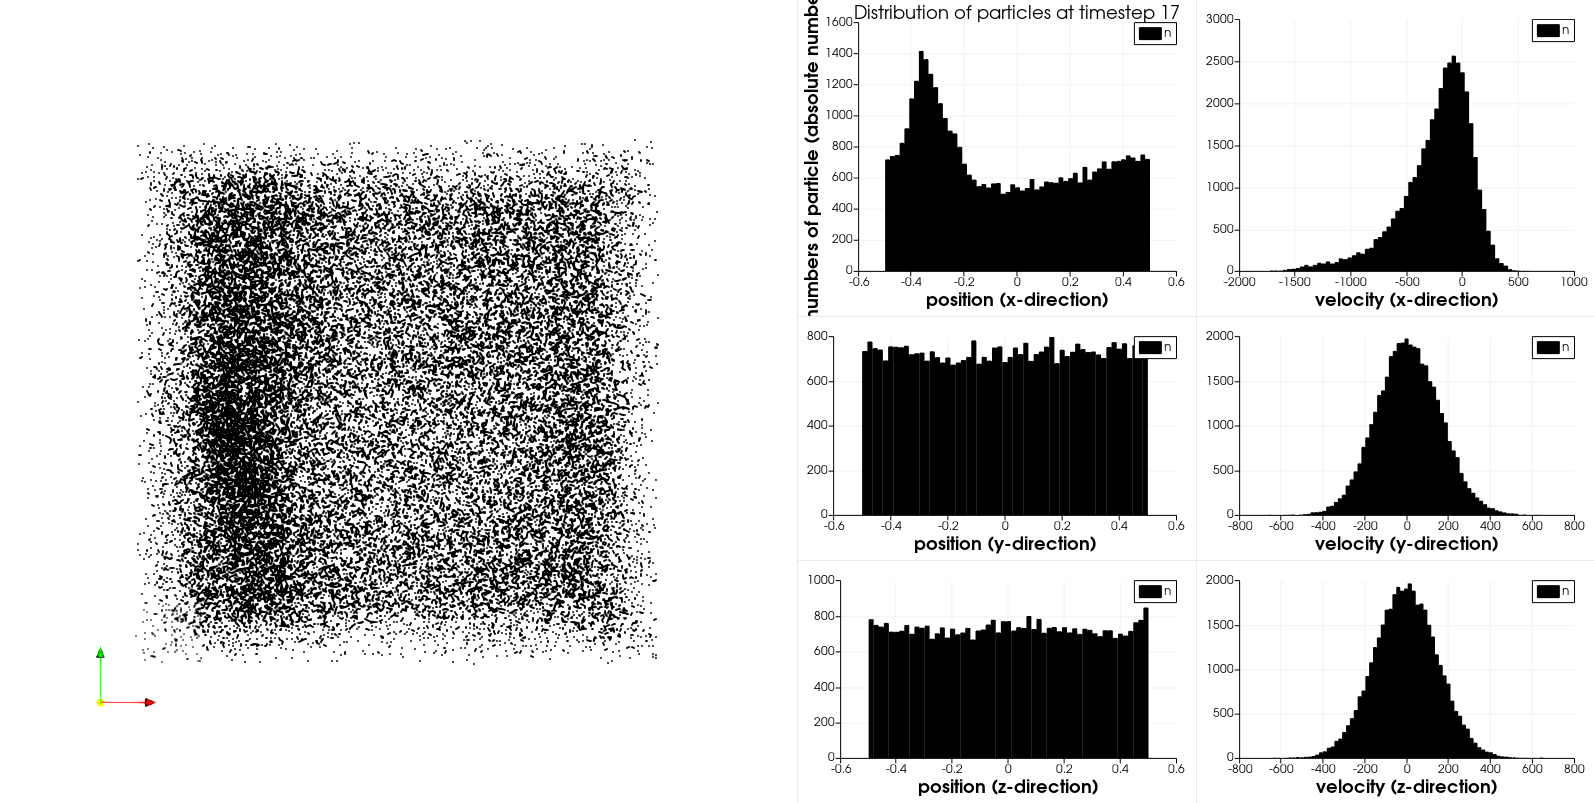 Distribution of particles at timestep 17
numbers of particle (absolute numbe
1600
1400
1200
1000
800
600
400
200
0
-0.6 -0.4 -0.2 0 0.2 0.4 0.6
position (x-direction)
n
3000
2500
2000
1500
1000
500
0
-2000 -1500 -1000 -500 0 500 1000
velocity (x-direction)
n
800
600
400
200
0
-0.6 -0.4 -0.2 0 0.2 0.4 0.6
position (y-direction)
n
2000
1500
1000
500
0
-800 -600 -400 -200 0 200 400 600 800
velocity (y-direction)
n
1000
800
600
400
200
0
-0.6 -0.4 -0.2 0 0.2 0.4 0.6
position (z-direction)
n
2000
1500
1000
500
0
-800 -600 -400 -200 0 200 400 600 800
velocity (z-direction)
n